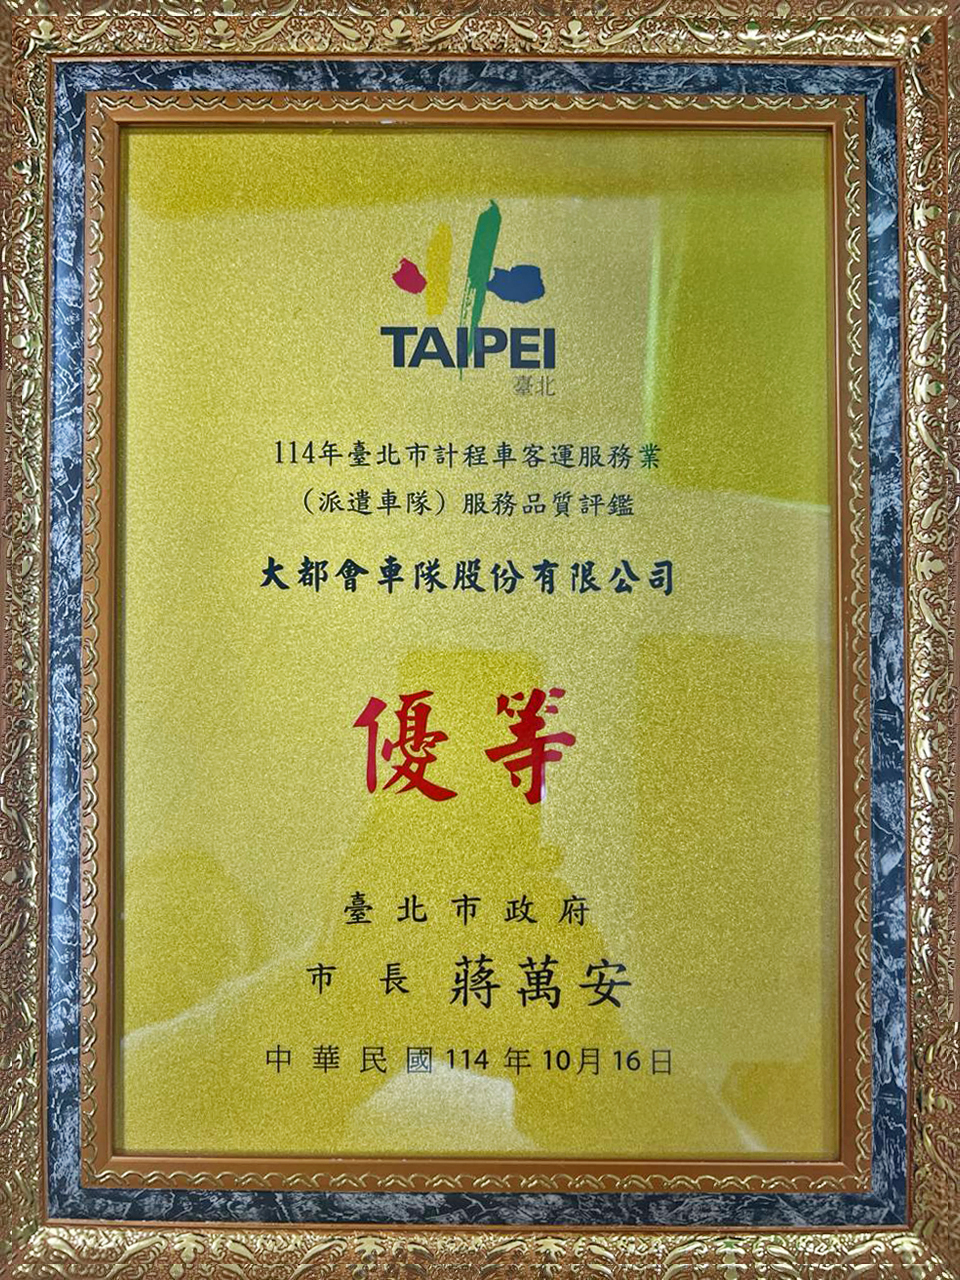 TAIPEI
臺北
114年臺北市計程車客運服務業
（派遣車隊）服務品質評鑑
大都會車隊股份有限公司
優等
臺北市政府
市長 蔣萬安
中華民國114年10月16日